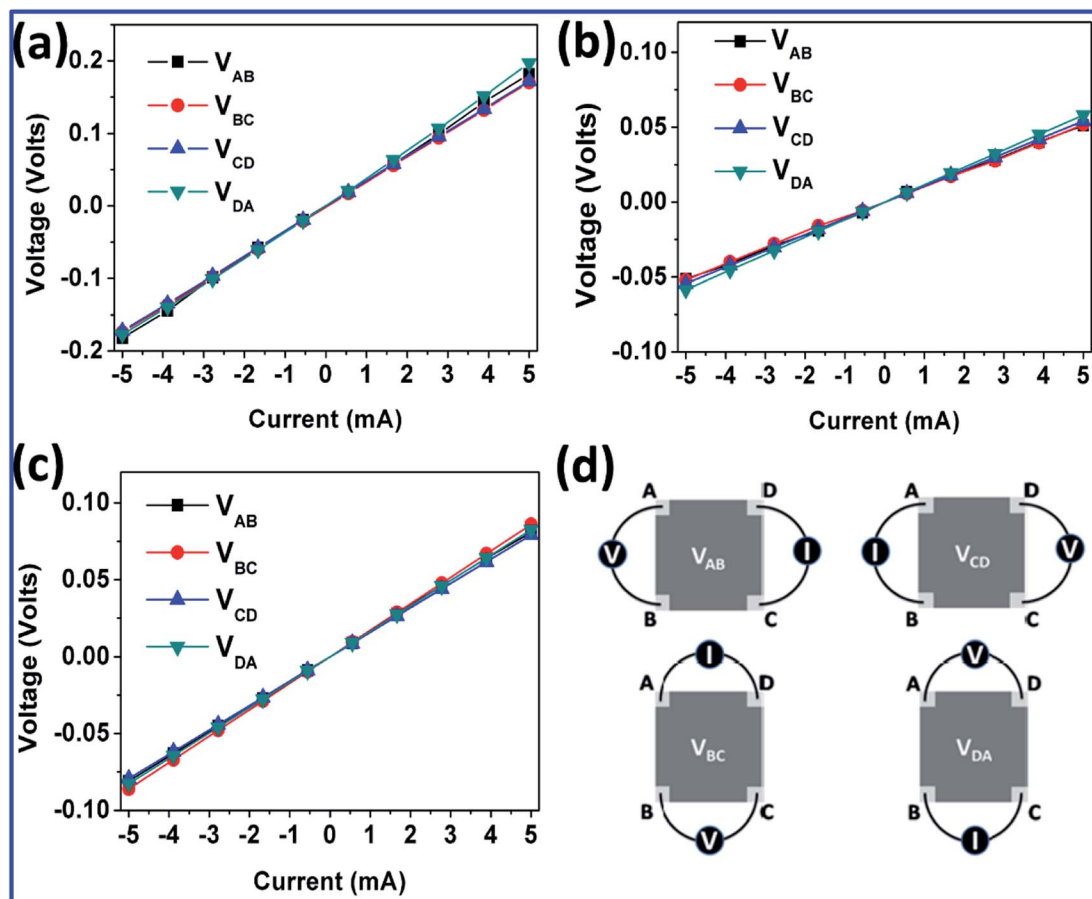 (a)
V_AB
V_BC
V_CD
V_DA
0.2
0.1
0.0
-0.1
-0.2
Voltage (Volts)
-5 -4 -3 -2 -1 0 1 2 3 4 5
Current (mA)
(b)
V_AB
V_BC
V_CD
V_DA
0.10
0.05
0.00
-0.05
-0.10
Voltage (Volts)
-5 -4 -3 -2 -1 0 1 2 3 4 5
Current (mA)
(c)
V_AB
V_BC
V_CD
V_DA
0.10
0.05
0.00
-0.05
-0.10
Voltage (Volts)
-5 -4 -3 -2 -1 0 1 2 3 4 5
Current (mA)
(d)
A D
V V_AB I
B C
A D
I V_CD V
B C
I
A D
V_BC
B C
V
V
A D
V_DA
B C
I